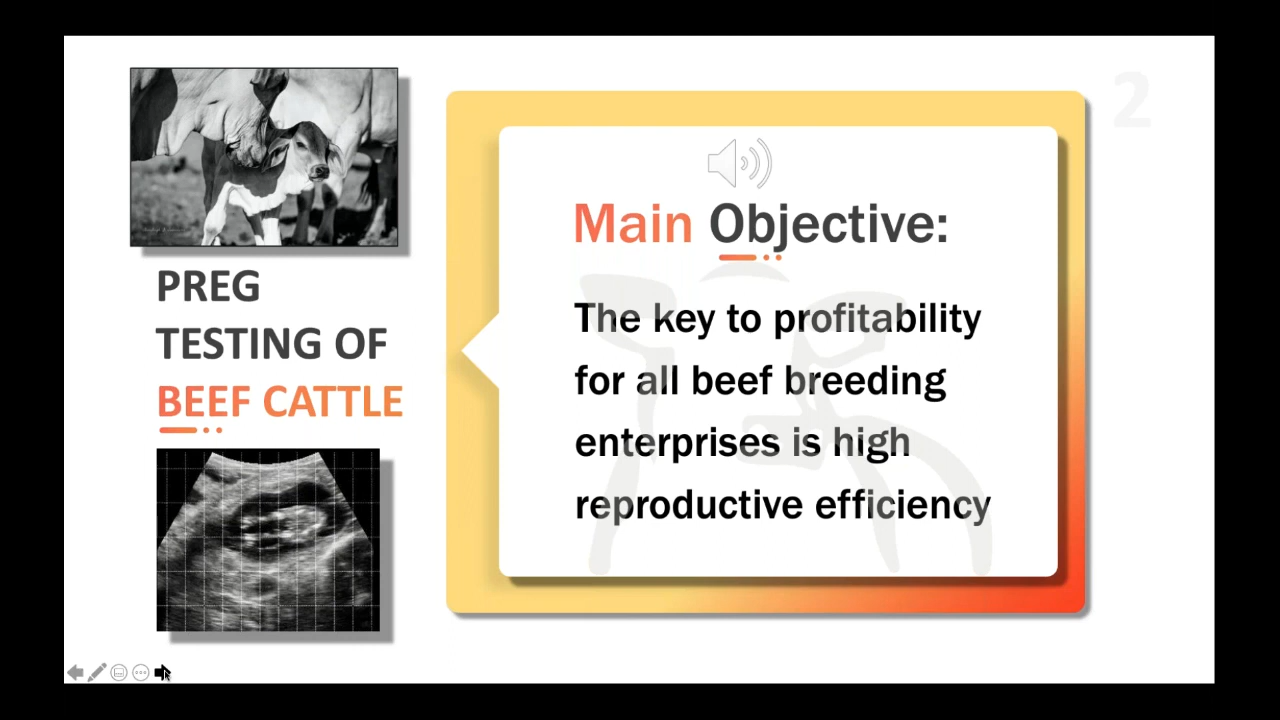 PREG
TESTING OF
BEEF CATTLE
2
Main Objective:
The key to profitability
for all beef breeding
enterprises is high
reproductive efficiency